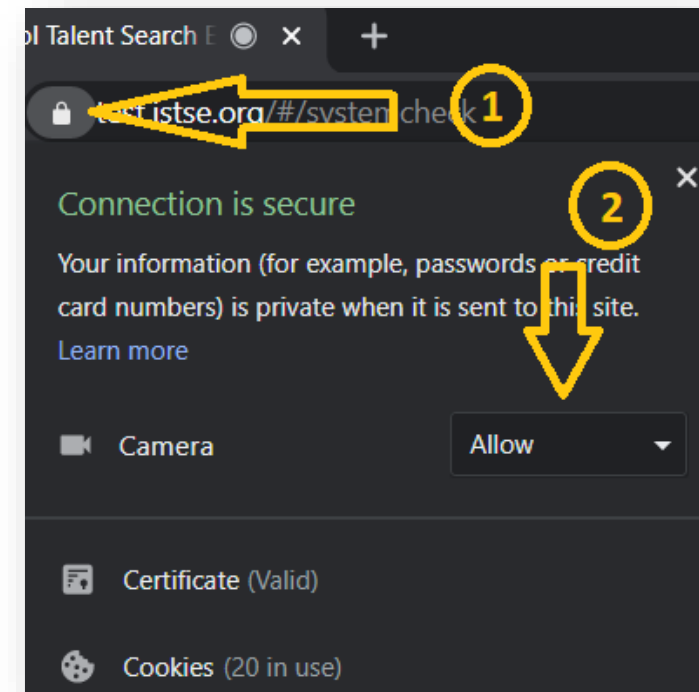 ol Talent Search E
test.istse.org/#/systemcheck 1
Connection is secure
2
Your information (for example, passwords or credit
card numbers) is private when it is sent to this site.
Learn more
Camera
Allow
Certificate (Valid)
Cookies (20 in use)